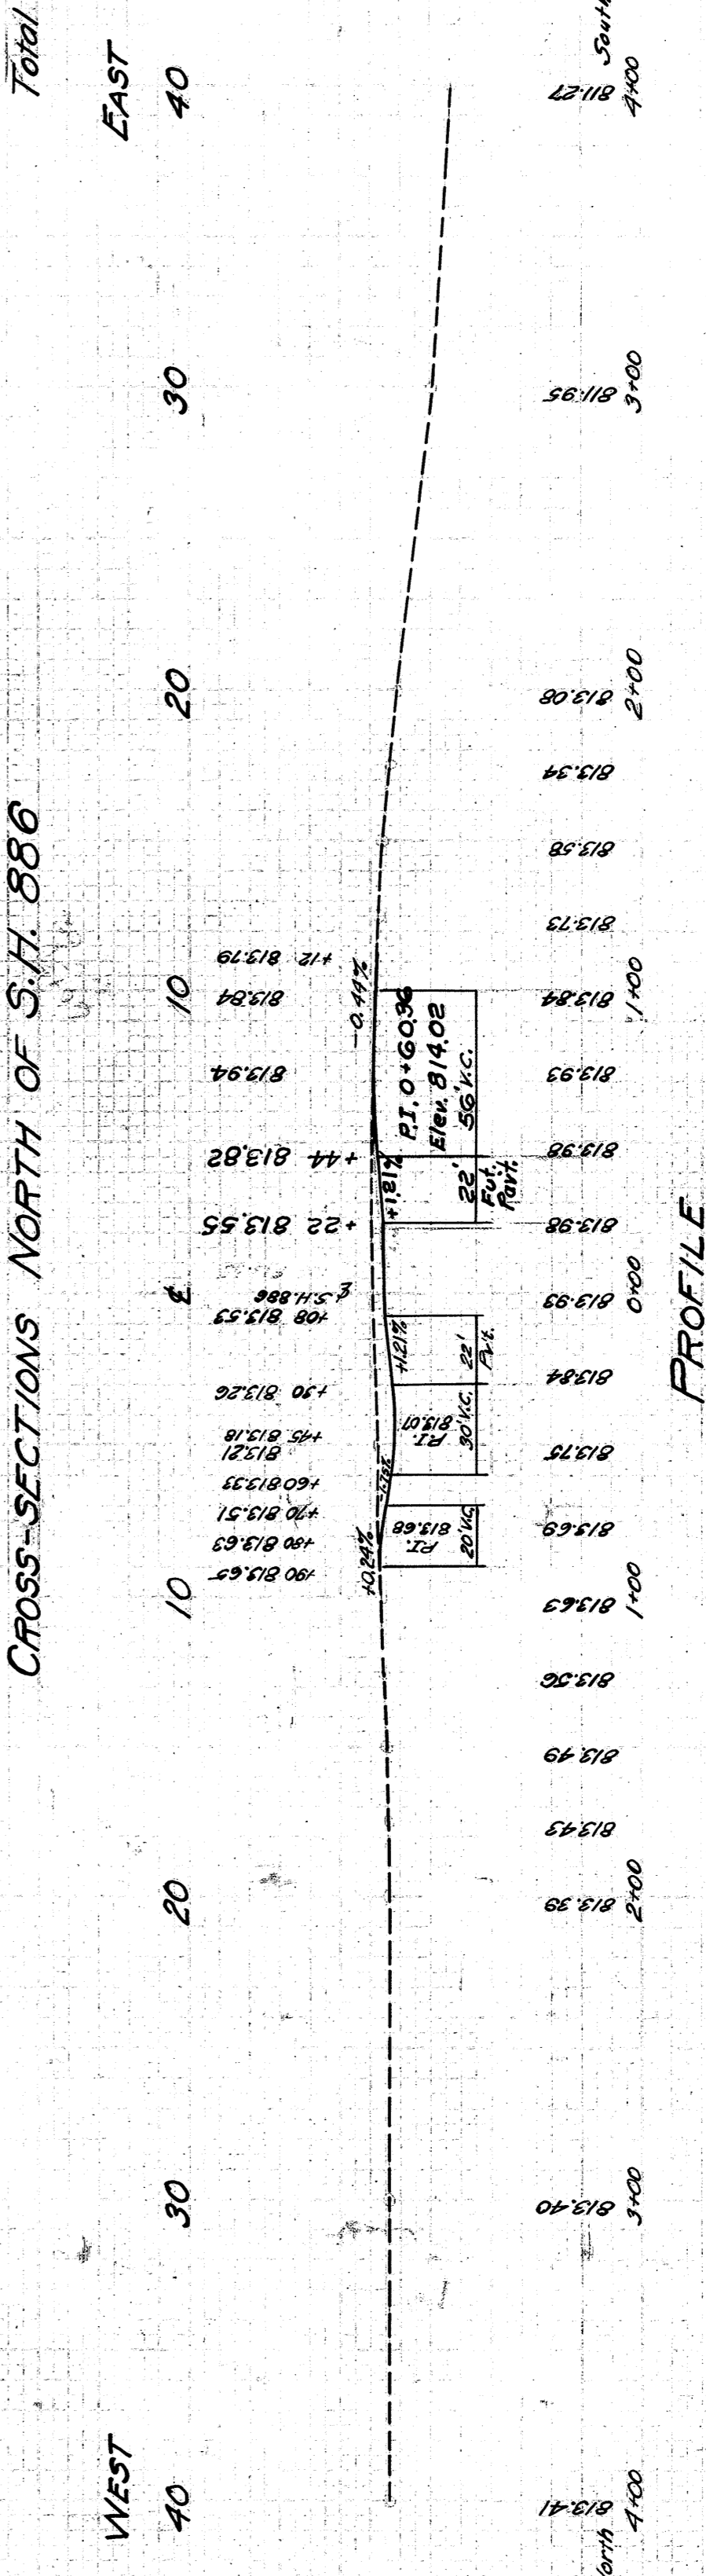 Total
CROSS-SECTIONS NORTH OF S.H. 886
WEST
EAST
40 30 20 10 ℄ 10 20 30 40
+90 813.65
+80 813.63
+70 813.51
+60 813.33
813.21
+45 813.18
+30 813.26
+08 813.53
℄ S.H. 886
+22 813.55
+44 813.82
813.94
813.84
+12 813.79
+0.24%
-1.75%
+1.21%
+1.81%
-0.44%
P.I.
813.68
20' V.C.
P.I.
813.07
30' V.C.
22'
Pv't.
22'
Fut.
Pav't.
P.I. 0+60.96
Elev. 814.02
56' V.C.
813.41 813.40 813.39 813.43 813.49 813.56 813.63 813.69 813.75 813.84 813.93 813.98 813.98 813.93 813.84 813.73 813.58 813.34 813.08 811.95 811.27
orth 4+00 3+00 2+00 1+00 0+00 1+00 2+00 3+00 4+00 South
PROFILE